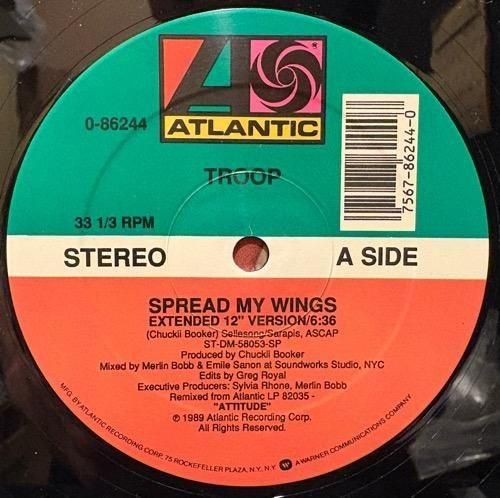 ATLANTIC
0-86244
7567-86244-0
TROOP
33 1/3 RPM
STEREO
A SIDE
SPREAD MY WINGS
EXTENDED 12" VERSION/6:36
(Chuckii Booker) Selessongs/Sarapis, ASCAP
ST-DM-58053-SP
Produced by Chuckii Booker
Mixed by Merlin Bobb & Emile Sanon at Soundworks Studio, NYC
Edits by Greg Royal
Executive Producers: Sylvia Rhone, Merlin Bobb
Remixed from Atlantic LP 82035 -
"ATTITUDE"
℗ 1989 Atlantic Recording Corp.
All Rights Reserved.
MFG. BY ATLANTIC RECORDING CORP. 75 ROCKEFELLER PLAZA, N.Y. N.Y. A WARNER COMMUNICATIONS COMPANY